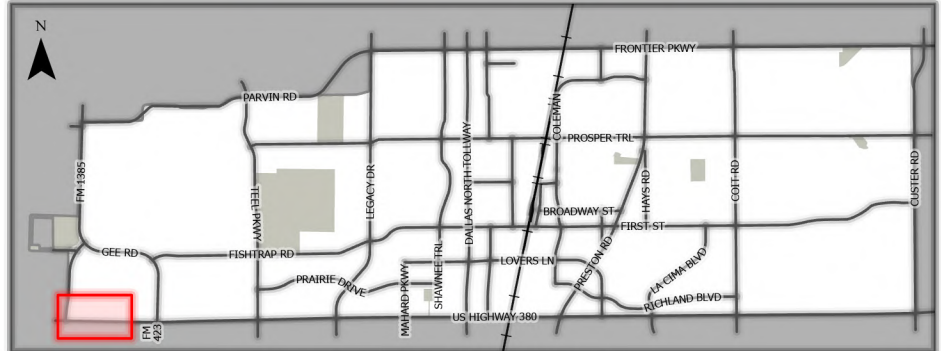 N
FRONTIER PKWY
PARVIN RD
COLEMAN
PROSPER TRL
DALLAS NORTH TOLLWAY
FM 1385
TEEL PKWY
LEGACY DR
HAYS RD
COIT RD
CUSTER RD
BROADWAY ST
FIRST ST
SHAWNEE TRL
PRESTON RD
GEE RD
FISHTRAP RD
LOVERS LN
LA CIMA BLVD
PRAIRIE DRIVE
MAHARD PKWY
RICHLAND BLVD
US HIGHWAY 380
FM
423